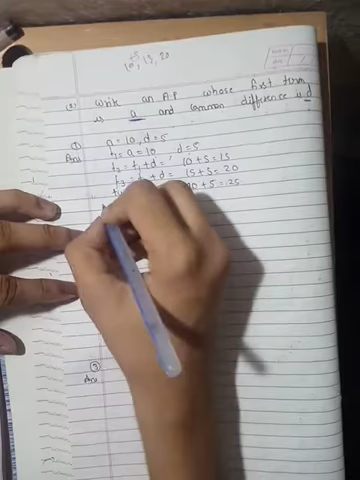 +5
10, 15, 20
(2) Write an A.P whose first term
is a and common difference is d
① a = 10, d = 5
Ans t₁ = a = 10 d = 5
t₂ = t₁ + d = 10 + 5 = 15
t₃ = t₂ + d = 15 + 5 = 20
20 + 5 = 25
③
Ans